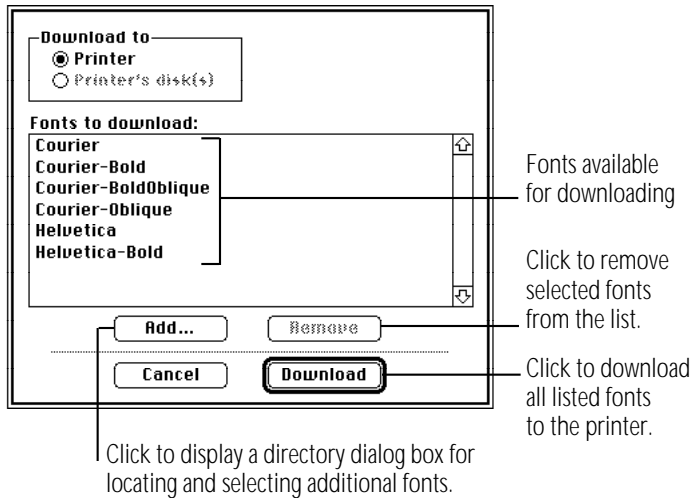 Download to
Printer
Printer's disk(s)
Fonts to download:
Courier
Courier-Bold
Courier-BoldOblique
Courier-Oblique
Helvetica
Helvetica-Bold
Fonts available
for downloading
Click to remove
selected fonts
from the list.
Add...
Remove
Cancel
Download
Click to download
all listed fonts
to the printer.
Click to display a directory dialog box for
locating and selecting additional fonts.